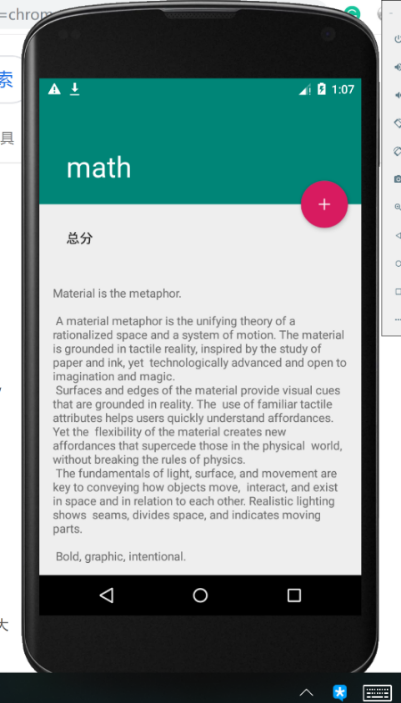 =chrom
索
具
1:07
math
+
总分
Material is the metaphor.
A material metaphor is the unifying theory of a
rationalized space and a system of motion. The material
is grounded in tactile reality, inspired by the study of
paper and ink, yet  technologically advanced and open to
imagination and magic.
Surfaces and edges of the material provide visual cues
that are grounded in reality. The  use of familiar tactile
attributes helps users quickly understand affordances.
Yet the  flexibility of the material creates new
affordances that supercede those in the physical  world,
without breaking the rules of physics.
The fundamentals of light, surface, and movement are
key to conveying how objects move,  interact, and exist
in space and in relation to each other. Realistic lighting
shows  seams, divides space, and indicates moving
parts.
Bold, graphic, intentional.
大